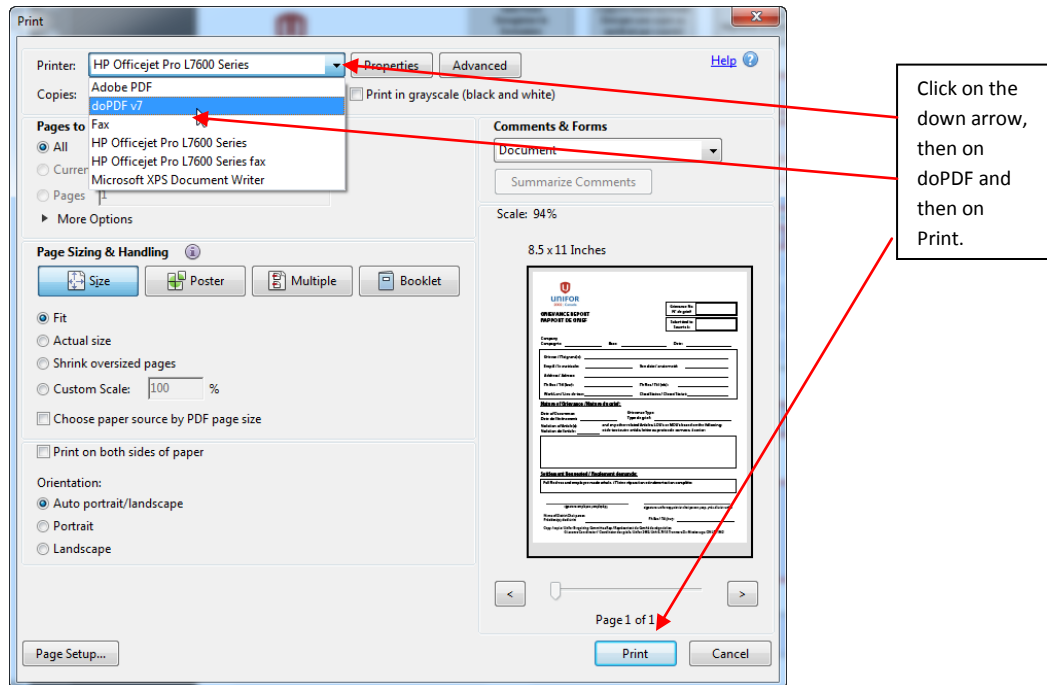 Print
Printer: HP Officejet Pro L7600 Series Properties Advanced Help
Adobe PDF
Copies: Print in grayscale (black and white)
doPDF v7
Fax
HP Officejet Pro L7600 Series
HP Officejet Pro L7600 Series fax
Microsoft XPS Document Writer
Pages to
All
Curren
Pages 1
More Options
Comments & Forms
Document
Summarize Comments
Scale: 94%
8.5 x 11 Inches
Page Sizing & Handling
Size Poster Multiple Booklet
Fit
Actual size
Shrink oversized pages
Custom Scale: 100 %
Choose paper source by PDF page size
Print on both sides of paper
Orientation:
Auto portrait/landscape
Portrait
Landscape
UNIFOR
GRIEVANCE REPORT
RAPPORT DE GRIEF
< >
Page 1 of 1
Page Setup... Print Cancel
Click on the
down arrow,
then on
doPDF and
then on
Print.